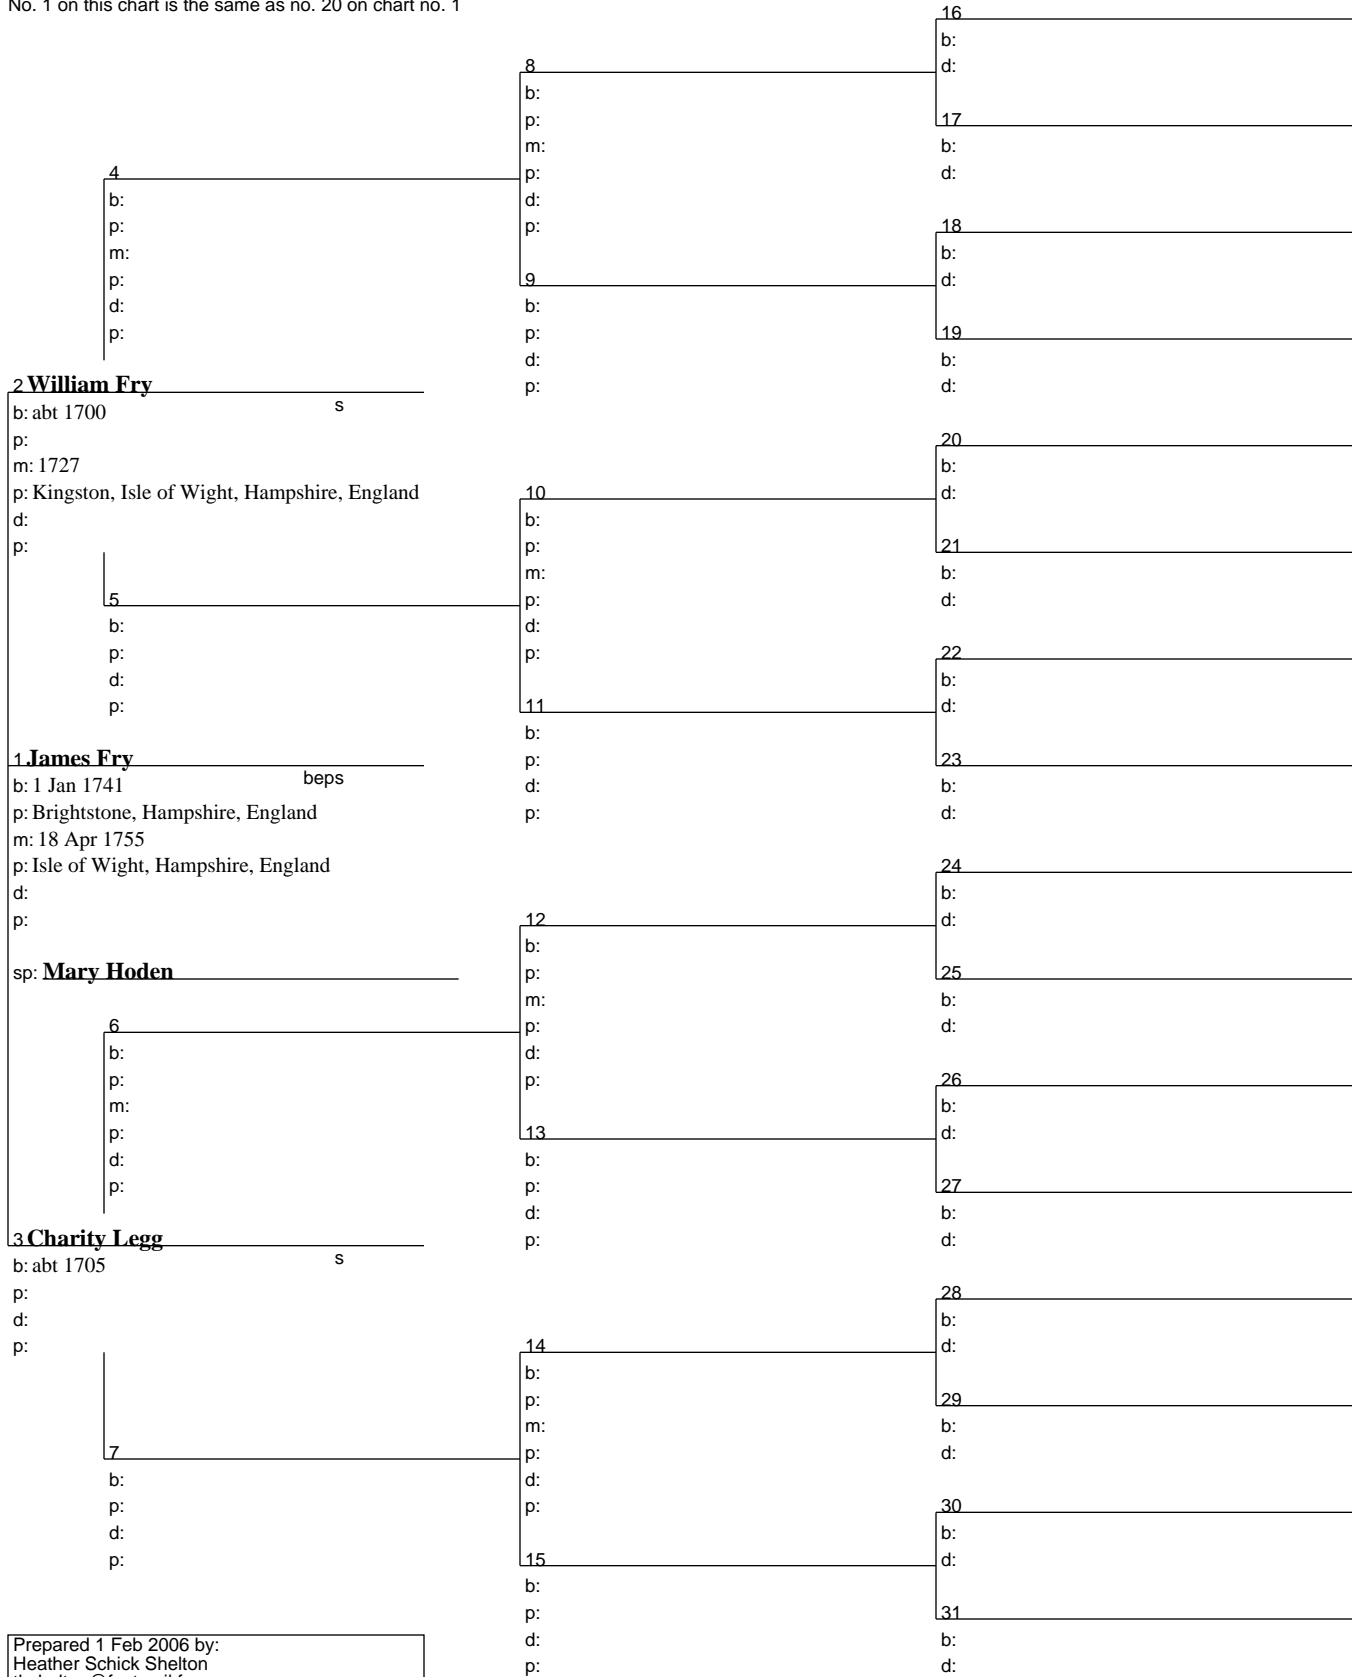 No. 1 on this chart is the same as no. 20 on chart no. 1
16
b:
d:
8
b:
p:
m:
p:
d:
p:
17
b:
d:
4
b:
p:
m:
p:
d:
p:
18
b:
d:
9
b:
p:
d:
p:
19
b:
d:
2 William Fry
s
b: abt 1700
p:
m: 1727
p: Kingston, Isle of Wight, Hampshire, England
d:
p:
20
b:
d:
10
b:
p:
m:
p:
d:
p:
21
b:
d:
5
b:
p:
d:
p:
22
b:
d:
11
b:
p:
d:
p:
23
b:
d:
1 James Fry
beps
b: 1 Jan 1741
p: Brightstone, Hampshire, England
m: 18 Apr 1755
p: Isle of Wight, Hampshire, England
d:
p:
sp: Mary Hoden
24
b:
d:
12
b:
p:
m:
p:
d:
p:
25
b:
d:
6
b:
p:
m:
p:
d:
p:
26
b:
d:
13
b:
p:
d:
p:
27
b:
d:
3 Charity Legg
s
b: abt 1705
p:
d:
p:
28
b:
d:
14
b:
p:
m:
p:
d:
p:
29
b:
d:
7
b:
p:
d:
p:
30
b:
d:
15
b:
p:
d:
p:
31
b:
d:
Prepared 1 Feb 2006 by:
Heather Schick Shelton